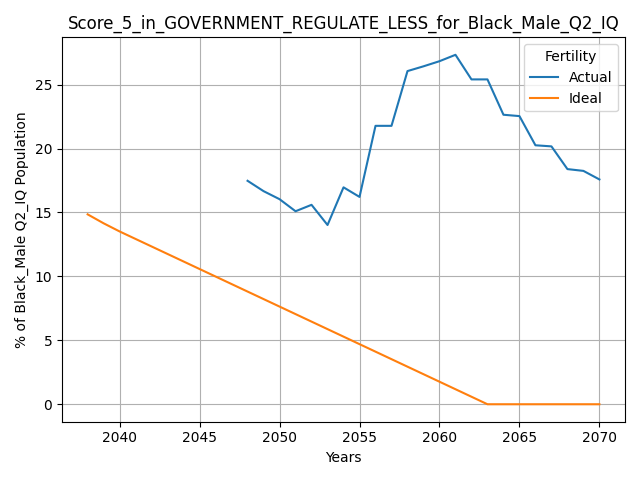 Score_5_in_GOVERNMENT_REGULATE_LESS_for_Black_Male_Q2_IQ
Fertility
Actual
Ideal
% of Black_Male Q2_IQ Population
25
20
15
10
5
0
2040 2045 2050 2055 2060 2065 2070
Years